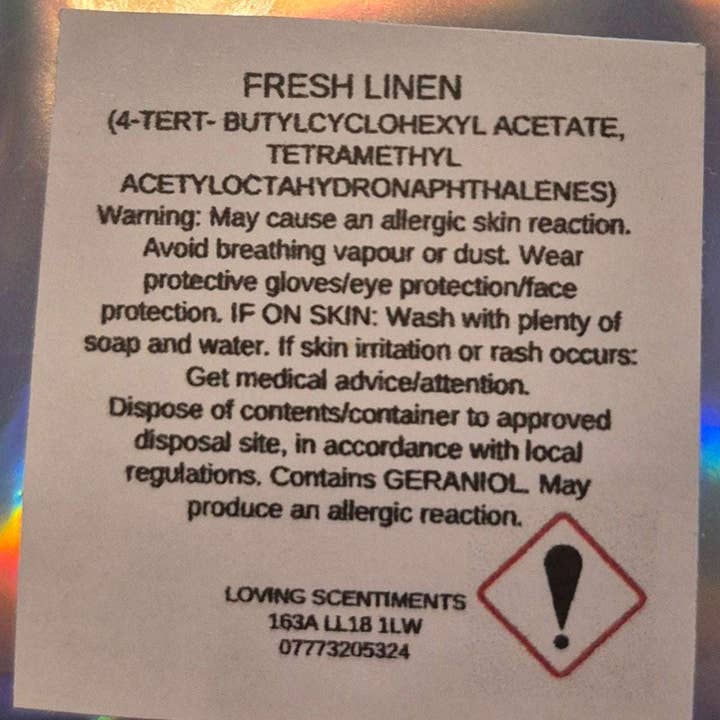 FRESH LINEN
(4-TERT- BUTYLCYCLOHEXYL ACETATE,
TETRAMETHYL
ACETYLOCTAHYDRONAPHTHALENES)
Warning: May cause an allergic skin reaction.
Avoid breathing vapour or dust. Wear
protective gloves/eye protection/face
protection. IF ON SKIN: Wash with plenty of
soap and water. If skin irritation or rash occurs:
Get medical advice/attention.
Dispose of contents/container to approved
disposal site, in accordance with local
regulations. Contains GERANIOL. May
produce an allergic reaction.
LOVING SCENTIMENTS
163A LL18 1LW
07773205324